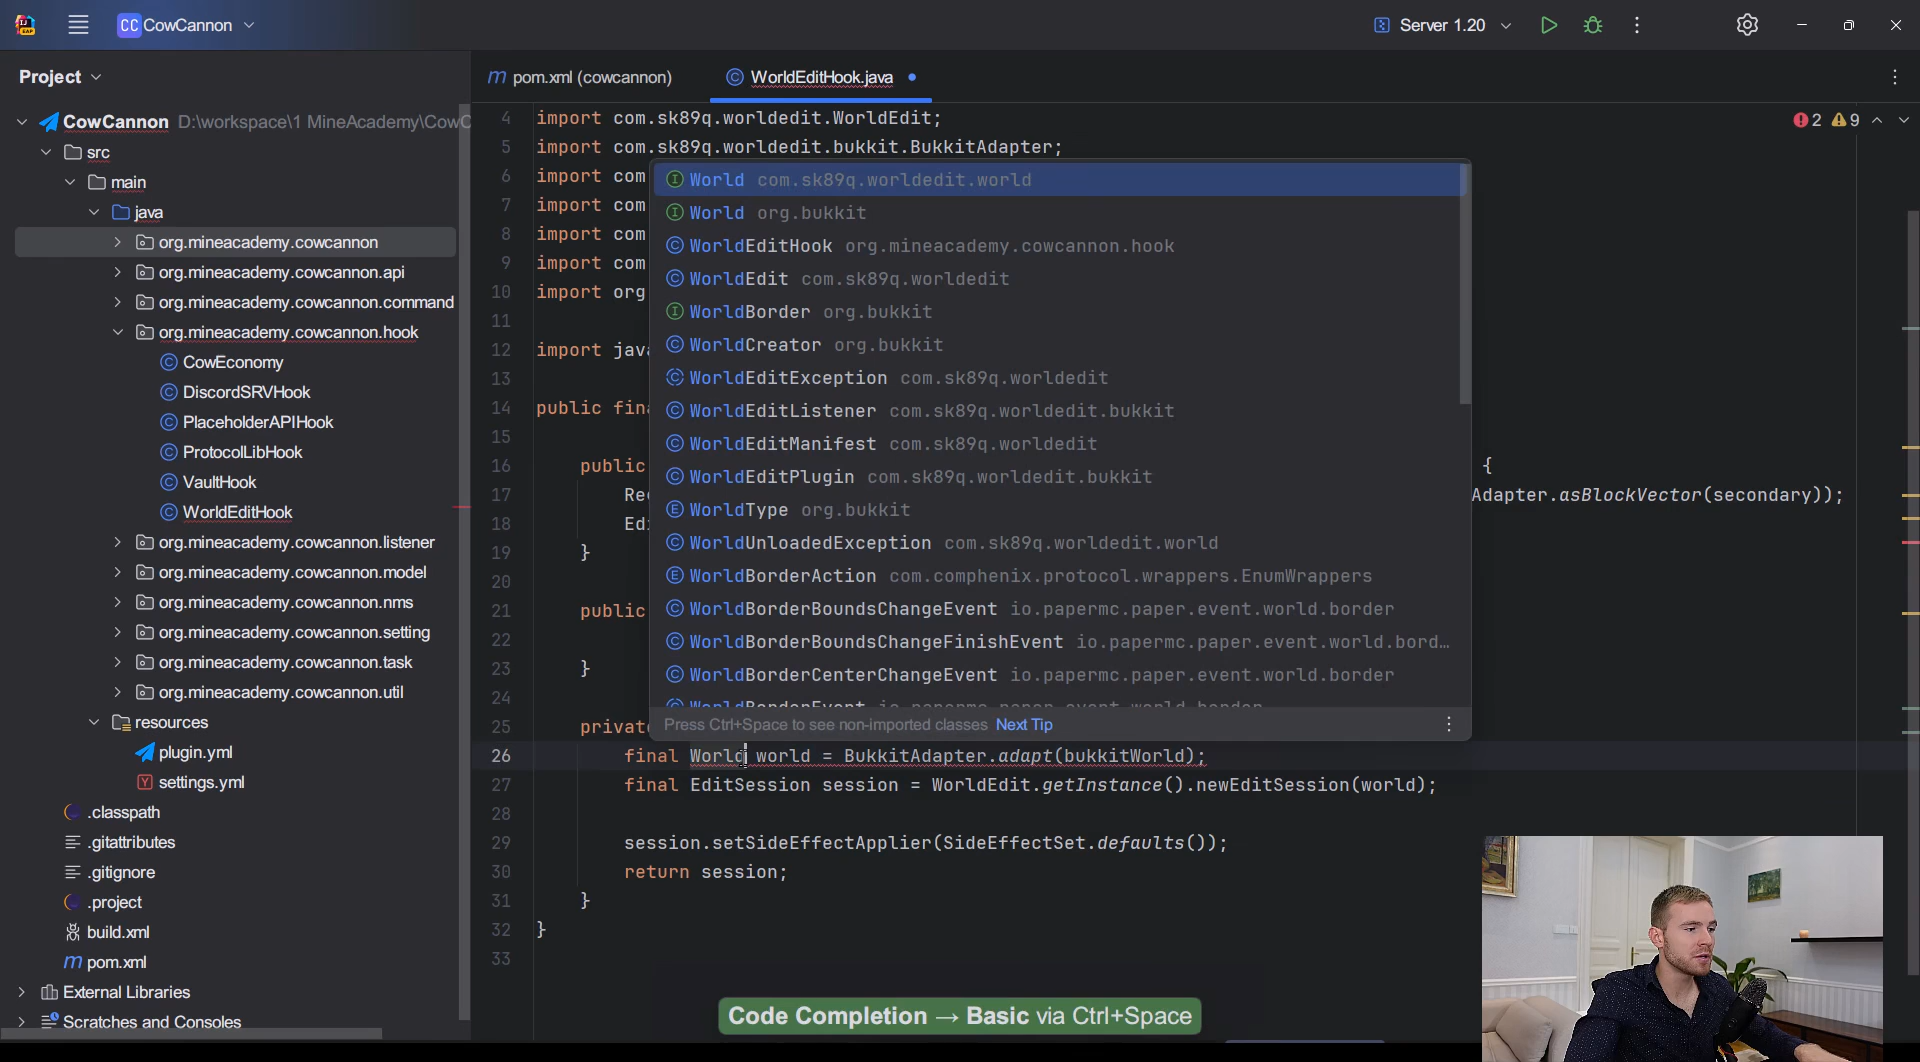 CC CowCannon
Server 1.20
Project
pom.xml (cowcannon)
WorldEditHook.java
CowCannon D:\workspace\1 MineAcademy\CowC
src
main
java
org.mineacademy.cowcannon
org.mineacademy.cowcannon.api
org.mineacademy.cowcannon.command
org.mineacademy.cowcannon.hook
CowEconomy
DiscordSRVHook
PlaceholderAPIHook
ProtocolLibHook
VaultHook
WorldEditHook
org.mineacademy.cowcannon.listener
org.mineacademy.cowcannon.model
org.mineacademy.cowcannon.nms
org.mineacademy.cowcannon.setting
org.mineacademy.cowcannon.task
org.mineacademy.cowcannon.util
resources
plugin.yml
settings.yml
.classpath
.gitattributes
.gitignore
.project
build.xml
pom.xml
External Libraries
Scratches and Consoles
2 9
4 import com.sk89q.worldedit.WorldEdit;
5 import com.sk89q.worldedit.bukkit.BukkitAdapter;
6 import com
7 import com
8 import com
9 import com
10 import org
11
12 import java
13
14 public fina
15
16 public {
17 Re Adapter.asBlockVector(secondary));
18 Edi
19 }
20
21 public
22
23 }
24
25 private
26 final World world = BukkitAdapter.adapt(bukkitWorld);
27 final EditSession session = WorldEdit.getInstance().newEditSession(world);
28
29 session.setSideEffectApplier(SideEffectSet.defaults());
30 return session;
31 }
32 }
33
World com.sk89q.worldedit.world
World org.bukkit
WorldEditHook org.mineacademy.cowcannon.hook
WorldEdit com.sk89q.worldedit
WorldBorder org.bukkit
WorldCreator org.bukkit
WorldEditException com.sk89q.worldedit
WorldEditListener com.sk89q.worldedit.bukkit
WorldEditManifest com.sk89q.worldedit
WorldEditPlugin com.sk89q.worldedit.bukkit
WorldType org.bukkit
WorldUnloadedException com.sk89q.worldedit.world
WorldBorderAction com.comphenix.protocol.wrappers.EnumWrappers
WorldBorderBoundsChangeEvent io.papermc.paper.event.world.border
WorldBorderBoundsChangeFinishEvent io.papermc.paper.event.world.bord…
WorldBorderCenterChangeEvent io.papermc.paper.event.world.border
WorldBorderEvent io.papermc.paper.event.world.border
Press Ctrl+Space to see non-imported classes Next Tip
Code Completion → Basic via Ctrl+Space